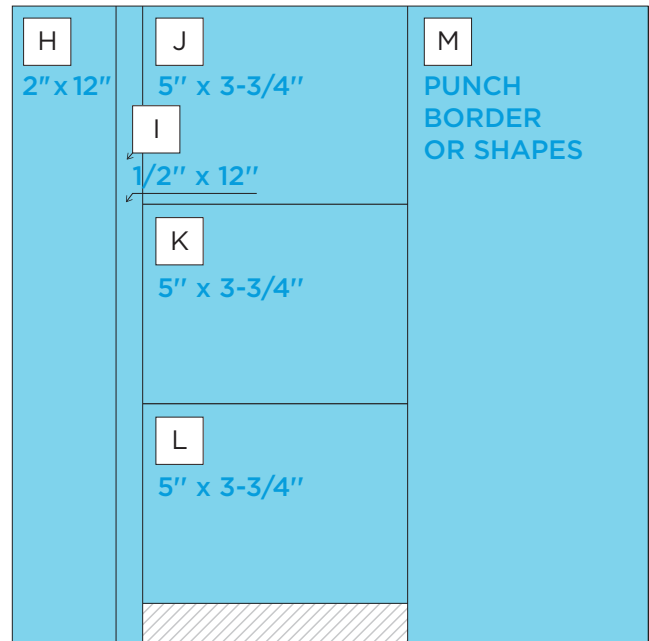 H
2"x 12"
I
1/2'' x 12''
J
5'' x 3-3/4''
K
5'' x 3-3/4''
L
5'' x 3-3/4''
M
PUNCH
BORDER
OR SHAPES